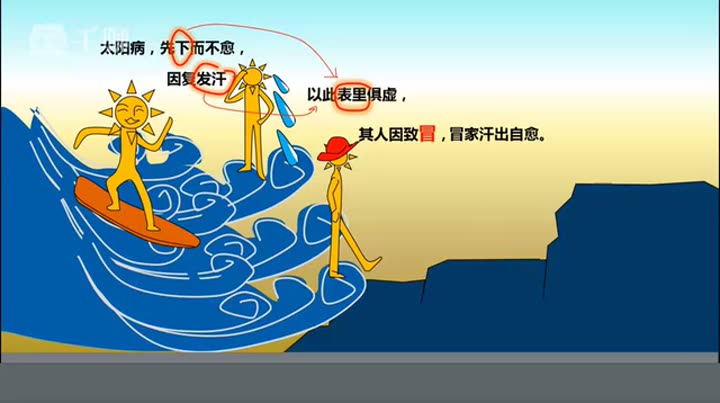 太阳病，先下而不愈，
因复发汗
以此表里俱虚，
其人因致冒，冒家汗出自愈。